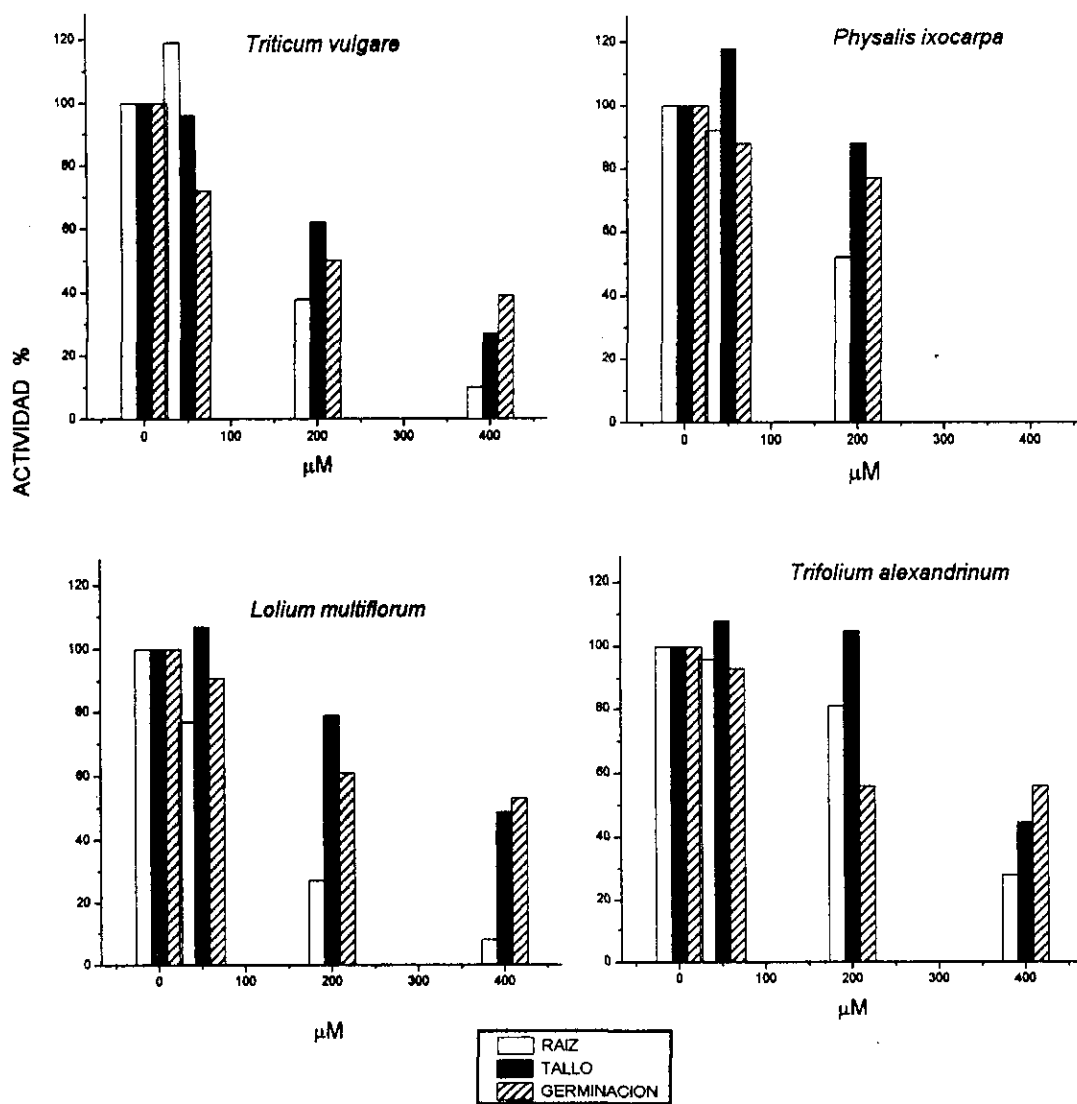 Triticum vulgare
120
100
80
60
40
20
0
0 100 200 300 400
µM
Physalis ixocarpa
120
100
80
60
40
20
0
0 100 200 300 400
µM
ACTIVIDAD %
Lolium multiflorum
120
100
80
60
40
20
0
0 100 200 300 400
µM
Trifolium alexandrinum
120
100
80
60
40
20
0
0 100 200 300 400
µM
RAIZ
TALLO
GERMINACION